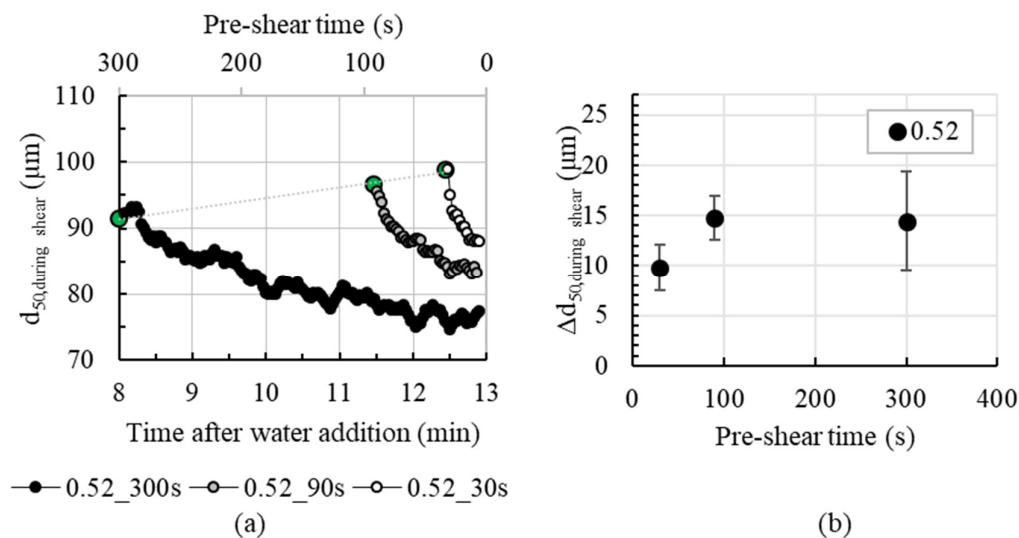 (a)
Pre-shear time (s)
300 200 100 0
110
100
90
80
70
d50,during shear (μm)
8 9 10 11 12 13
Time after water addition (min)
0.52_300s 0.52_90s 0.52_30s
(a)
25
20
15
10
5
0
Δd50,during shear (μm)
0.52
0 100 200 300 400
Pre-shear time (s)
(b)